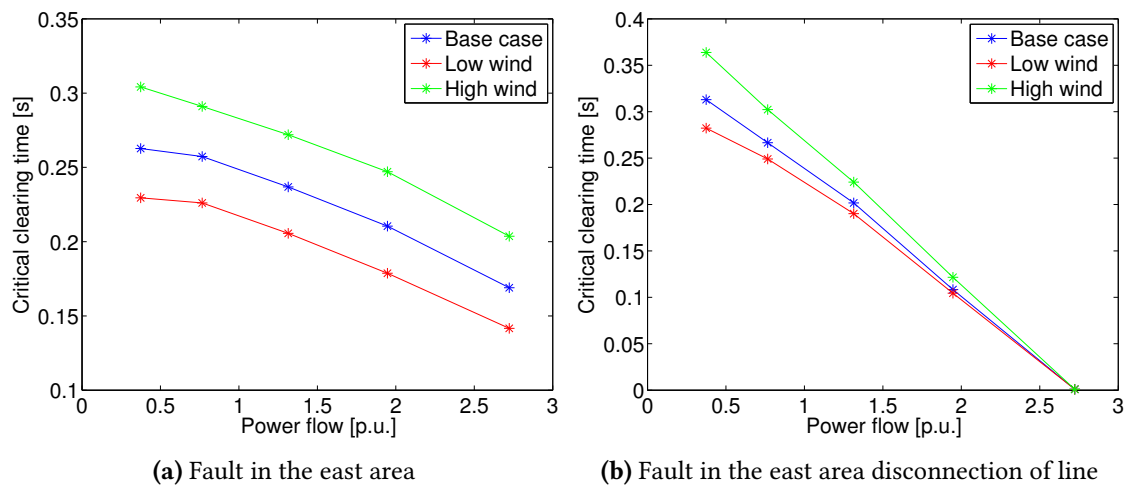 0.35
0.3
0.25
0.2
0.15
0.1
Critical clearing time [s]
0 0.5 1 1.5 2 2.5 3
Power flow [p.u.]
Base case
Low wind
High wind
(a) Fault in the east area
0.4
0.35
0.3
0.25
0.2
0.15
0.1
0.05
0
Critical clearing time [s]
0 0.5 1 1.5 2 2.5 3
Power flow [p.u.]
Base case
Low wind
High wind
(b) Fault in the east area disconnection of line